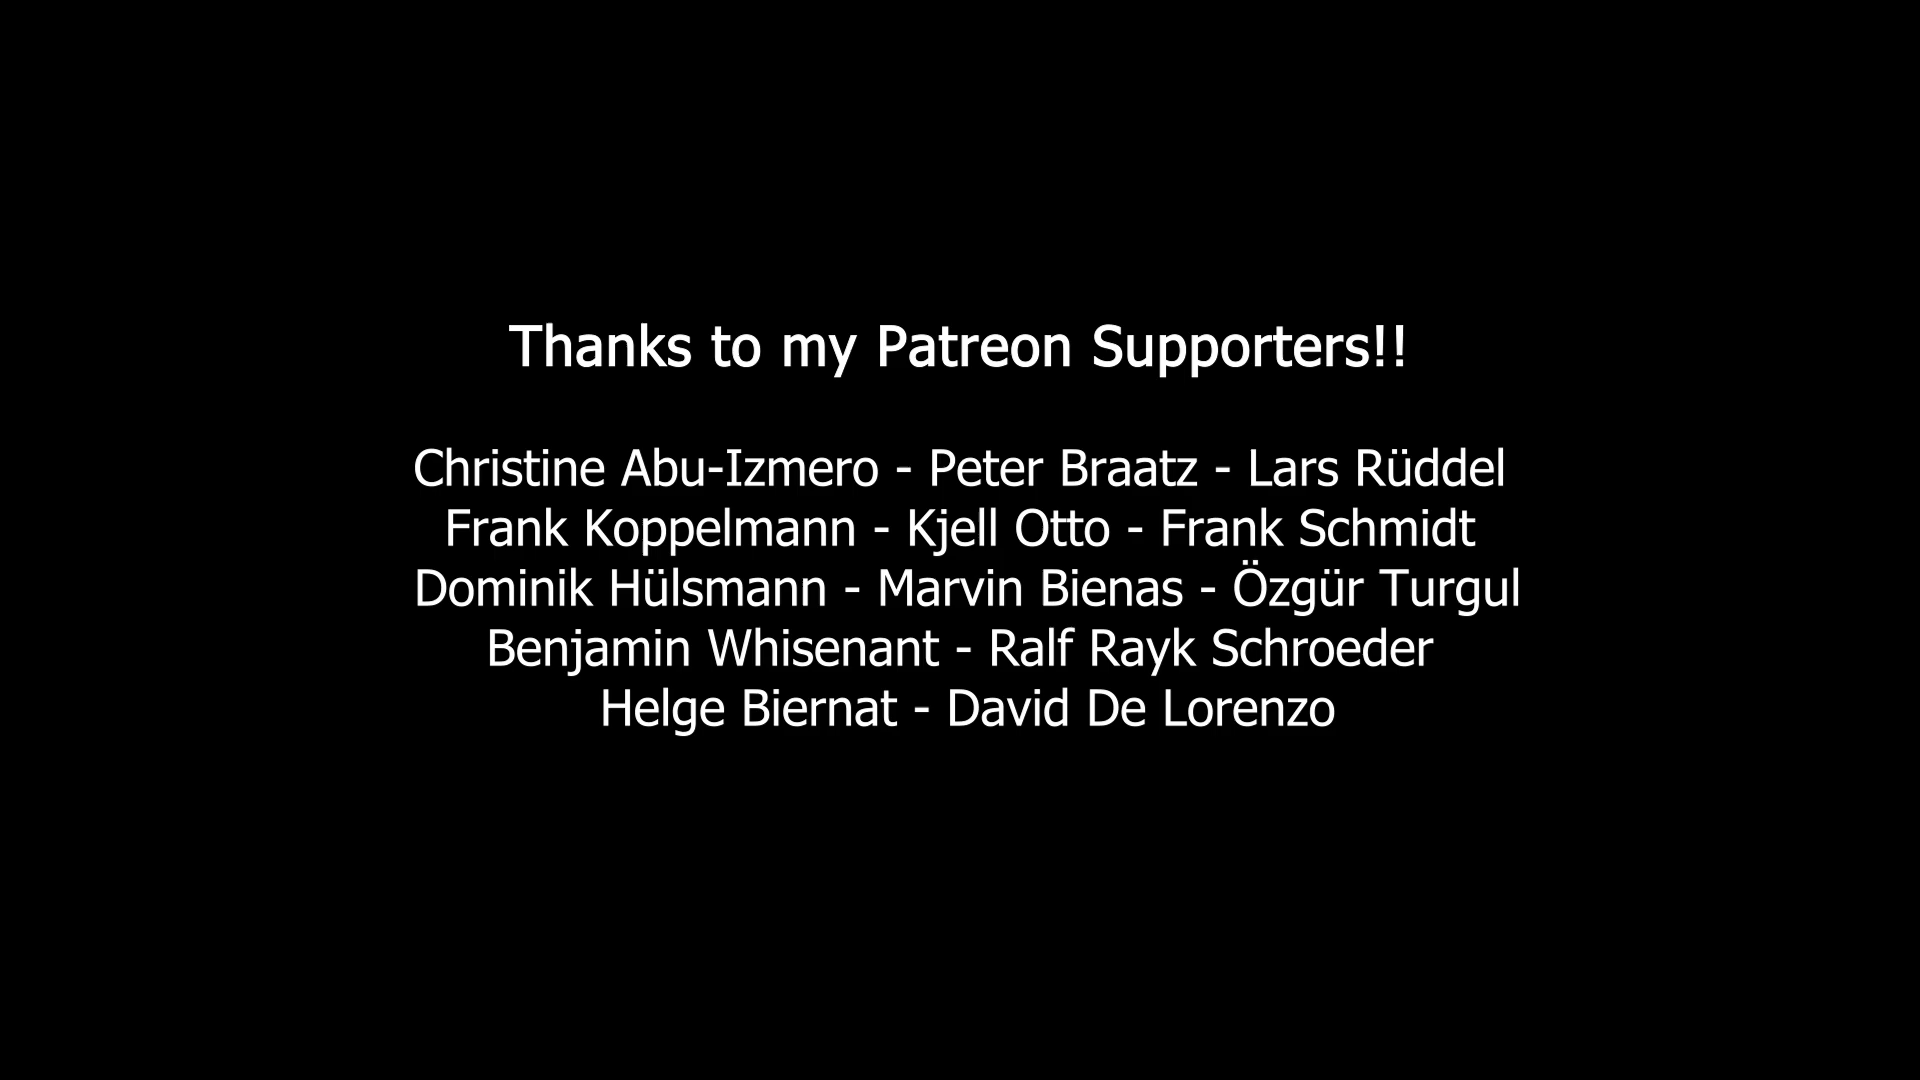 Thanks to my Patreon Supporters!!
Christine Abu-Izmero - Peter Braatz - Lars Rüddel
Frank Koppelmann - Kjell Otto - Frank Schmidt
Dominik Hülsmann - Marvin Bienas - Özgür Turgul
Benjamin Whisenant - Ralf Rayk Schroeder
Helge Biernat - David De Lorenzo